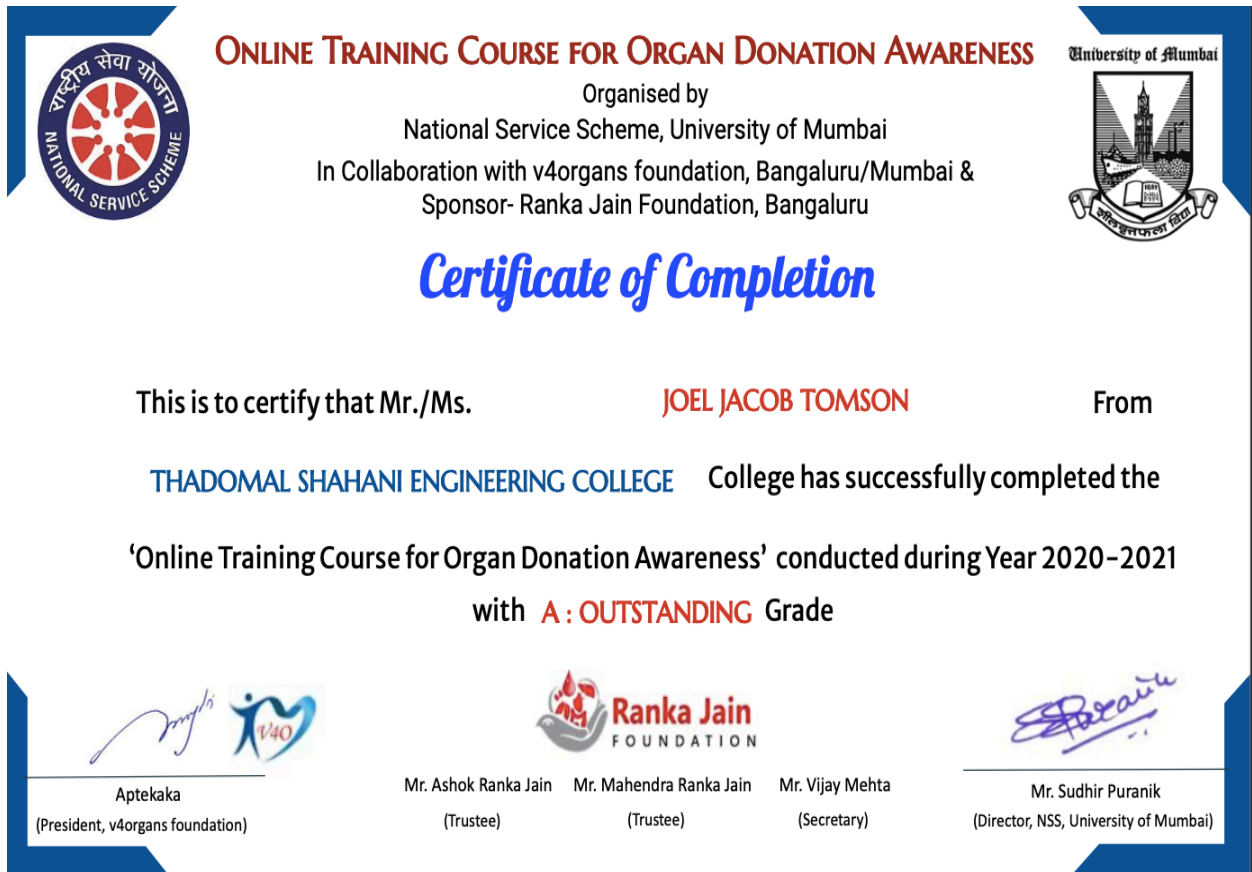 Online Training Course for Organ Donation Awareness
Organised by
National Service Scheme, University of Mumbai
In Collaboration with v4organs foundation, Bangaluru/Mumbai &
Sponsor- Ranka Jain Foundation, Bangaluru
राष्ट्रीय सेवा योजना
NATIONAL SERVICE SCHEME
University of Mumbai
शीलवृत्तफला विद्या
Certificate of Completion
This is to certify that Mr./Ms. JOEL JACOB TOMSON From
THADOMAL SHAHANI ENGINEERING COLLEGE College has successfully completed the
‘Online Training Course for Organ Donation Awareness’ conducted during Year 2020-2021
with A : OUTSTANDING Grade
V4O
Ranka Jain
FOUNDATION
Aptekaka
(President, v4organs foundation)
Mr. Ashok Ranka Jain Mr. Mahendra Ranka Jain Mr. Vijay Mehta
(Trustee) (Trustee) (Secretary)
Mr. Sudhir Puranik
(Director, NSS, University of Mumbai)